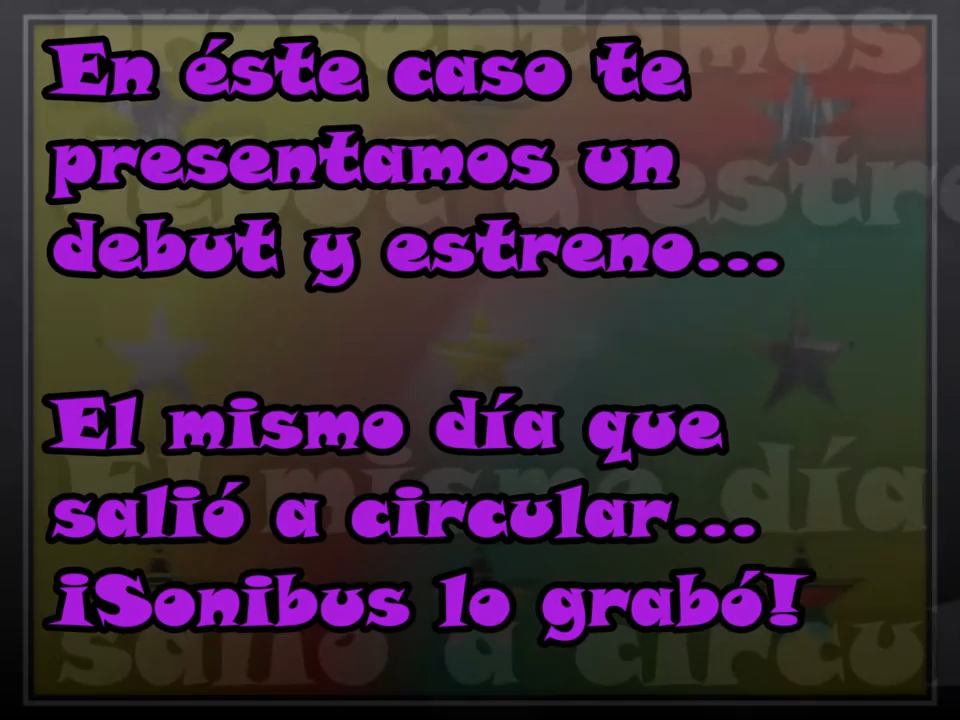 En éste caso te
presentamos un
debut y estreno...
El mismo día que
salió a circular...
¡Sonibus lo grabó!